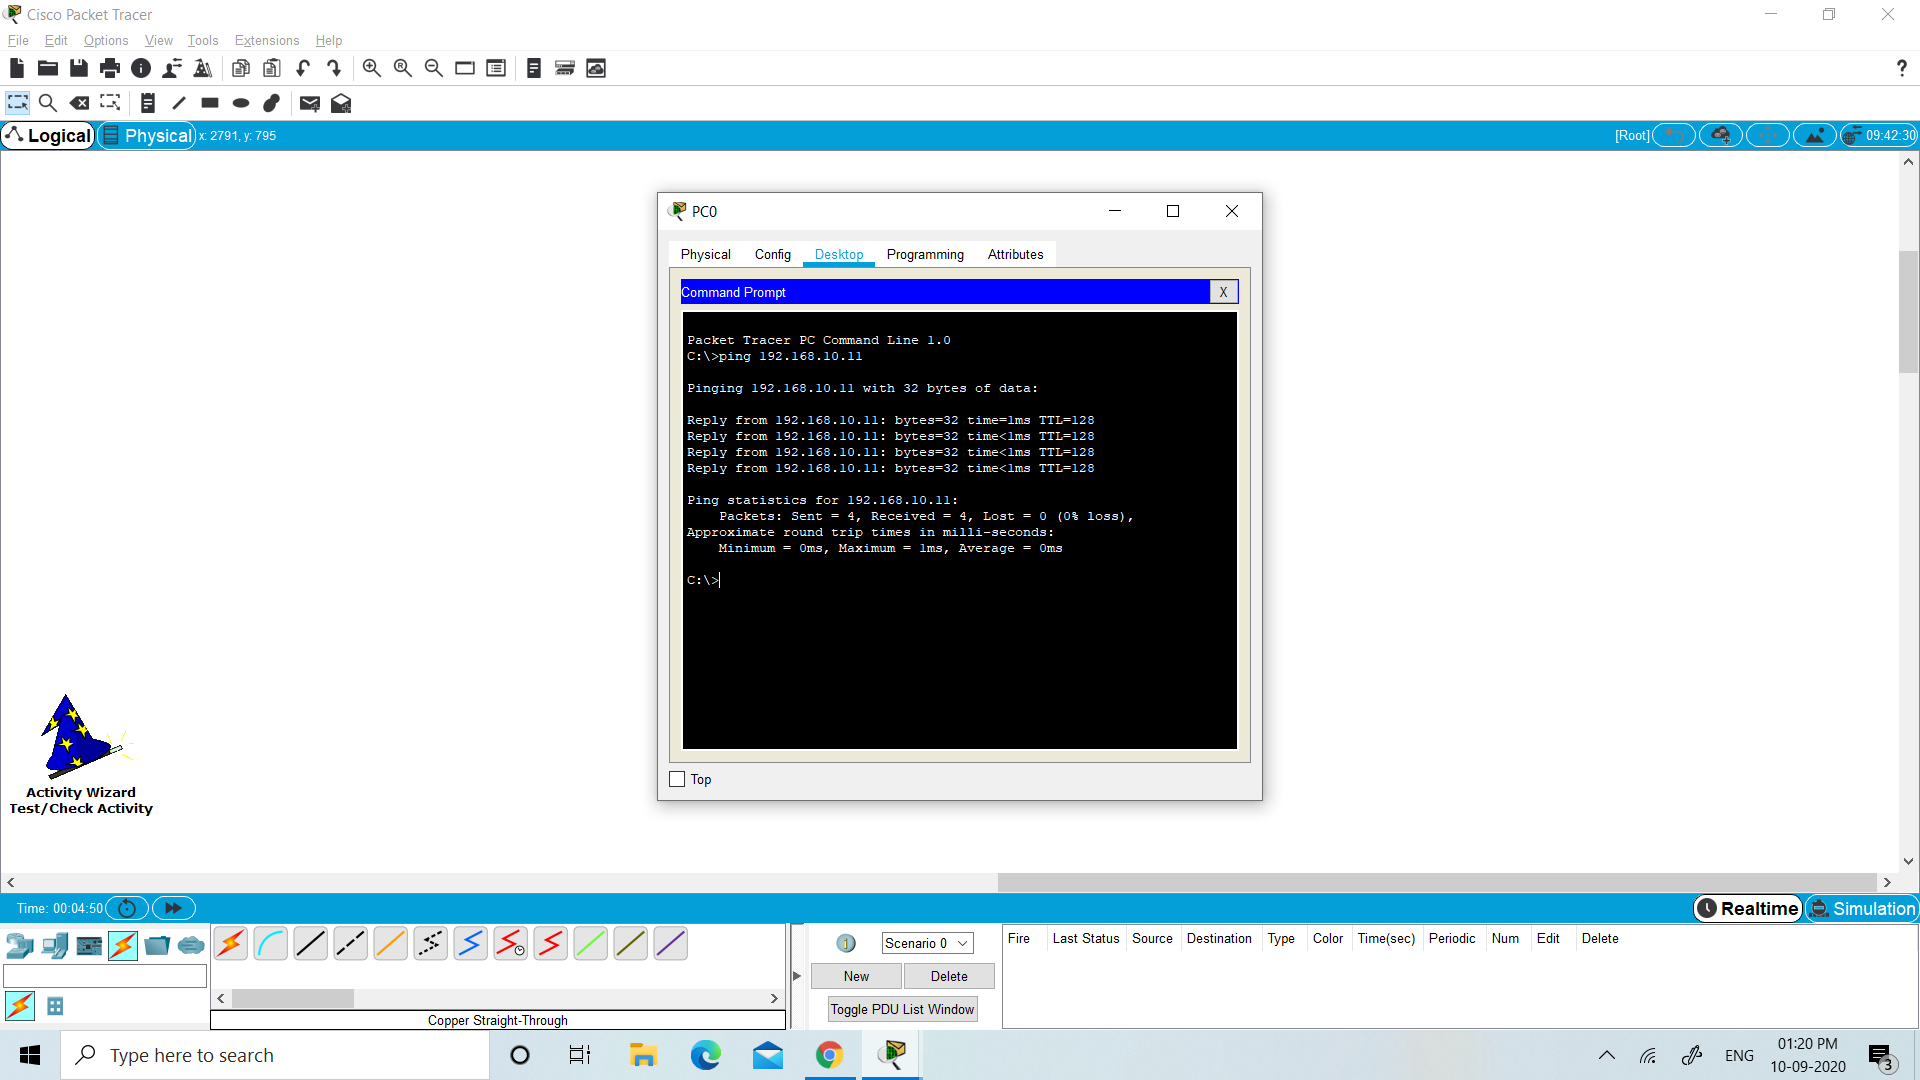 Cisco Packet Tracer
File Edit Options View Tools Extensions Help
?
Logical Physical x: 2791, y: 795 [Root] 09:42:30
PC0
Physical Config Desktop Programming Attributes
Command Prompt X
Packet Tracer PC Command Line 1.0
C:\>ping 192.168.10.11
Pinging 192.168.10.11 with 32 bytes of data:
Reply from 192.168.10.11: bytes=32 time=1ms TTL=128
Reply from 192.168.10.11: bytes=32 time<1ms TTL=128
Reply from 192.168.10.11: bytes=32 time<1ms TTL=128
Reply from 192.168.10.11: bytes=32 time<1ms TTL=128
Ping statistics for 192.168.10.11:
Packets: Sent = 4, Received = 4, Lost = 0 (0% loss),
Approximate round trip times in milli-seconds:
Minimum = 0ms, Maximum = 1ms, Average = 0ms
C:\>
Top
Activity Wizard
Test/Check Activity
Time: 00:04:50 Realtime Simulation
Scenario 0
New Delete
Toggle PDU List Window
Fire Last Status Source Destination Type Color Time(sec) Periodic Num Edit Delete
Copper Straight-Through
Type here to search
ENG
01:20 PM
10-09-2020
3